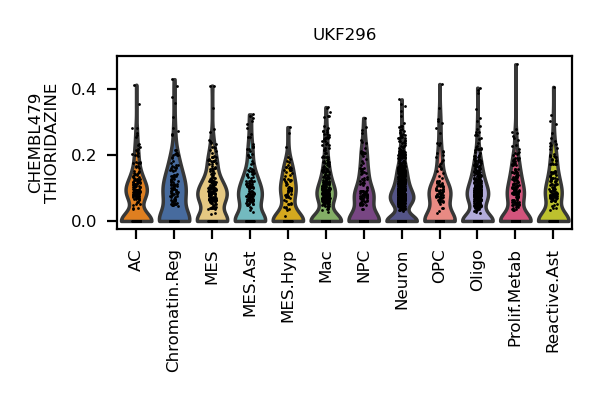 UKF296
CHEMBL479
THIORIDAZINE
0.4
0.2
0.0
AC
Chromatin.Reg
MES
MES.Ast
MES.Hyp
Mac
NPC
Neuron
OPC
Oligo
Prolif.Metab
Reactive.Ast